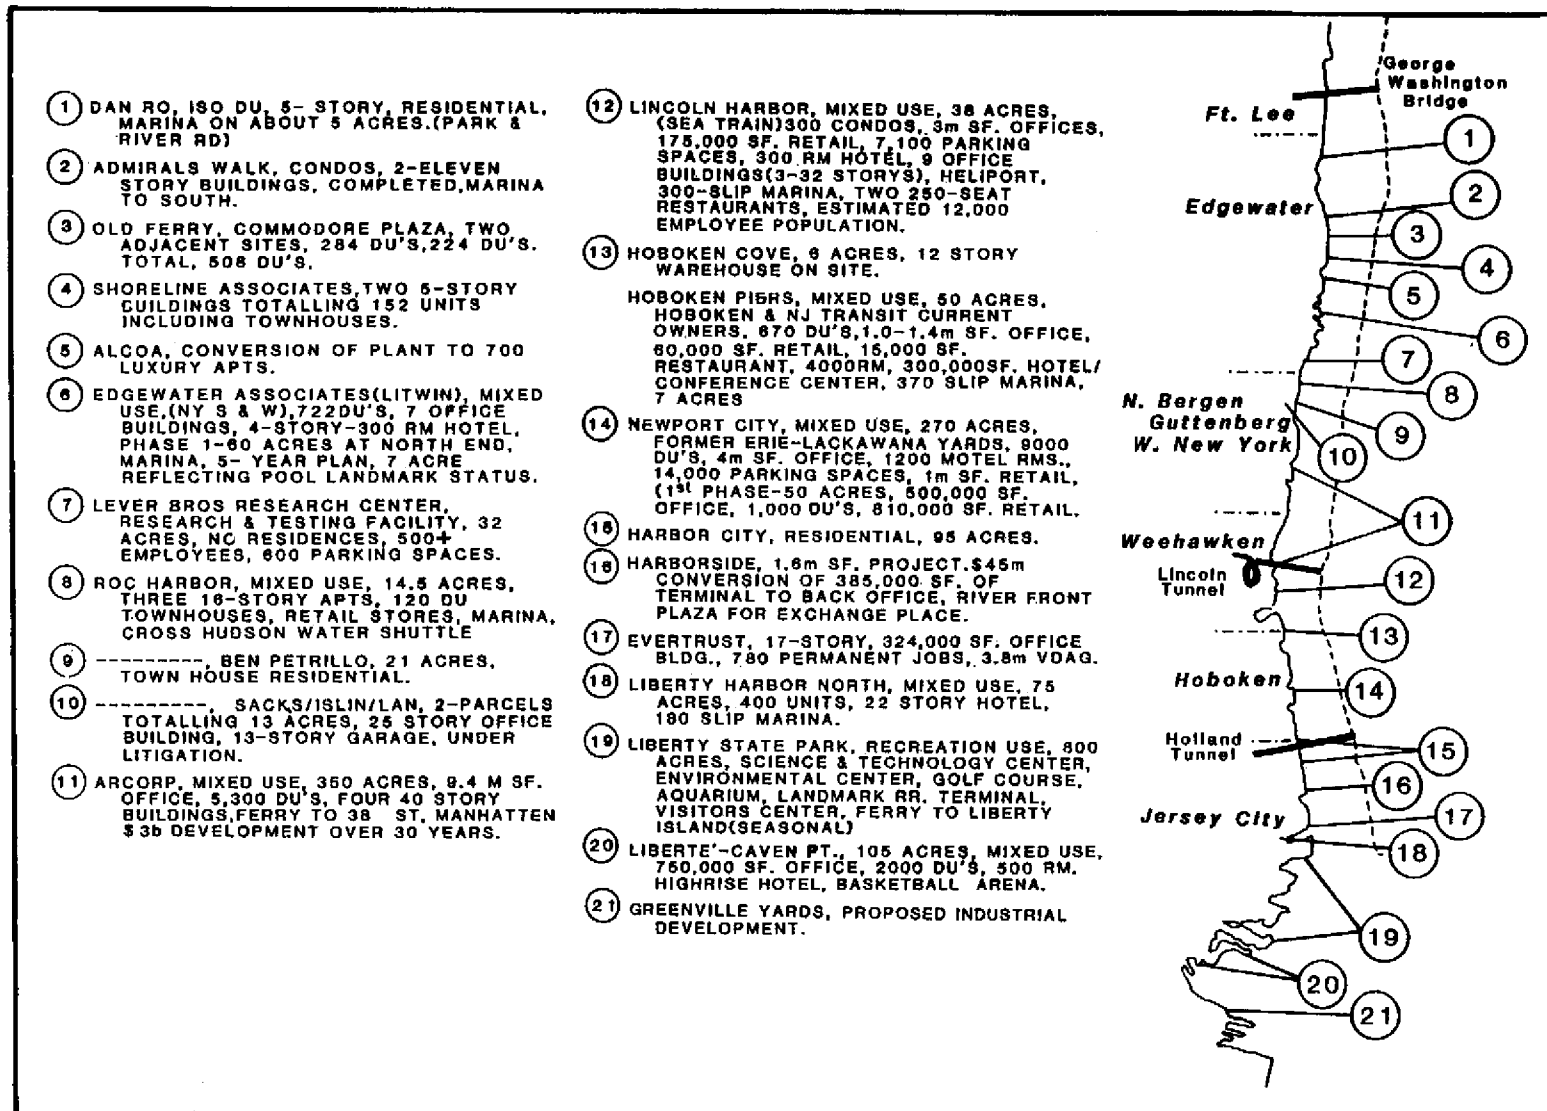 1 DAN RO, ISO DU, 5- STORY, RESIDENTIAL,
MARINA ON ABOUT 5 ACRES.(PARK &
RIVER RD)
2 ADMIRALS WALK, CONDOS, 2-ELEVEN
STORY BUILDINGS, COMPLETED,MARINA
TO SOUTH.
3 OLD FERRY, COMMODORE PLAZA, TWO
ADJACENT SITES, 284 DU'S,224 DU'S.
TOTAL, 508 DU'S,
4 SHORELINE ASSOCIATES,TWO 5-STORY
BUILDINGS TOTALLING 152 UNITS
INCLUDING TOWNHOUSES.
5 ALCOA, CONVERSION OF PLANT TO 700
LUXURY APTS.
6 EDGEWATER ASSOCIATES(LITWIN), MIXED
USE,(NY S & W),722DU'S, 7 OFFICE
BUILDINGS, 4-STORY-300 RM HOTEL,
PHASE 1-60 ACRES AT NORTH END,
MARINA, 5- YEAR PLAN, 7 ACRE
REFLECTING POOL LANDMARK STATUS.
7 LEVER BROS RESEARCH CENTER,
RESEARCH & TESTING FACILITY, 32
ACRES, NO RESIDENCES, 500+
EMPLOYEES, 600 PARKING SPACES.
8 ROC HARBOR, MIXED USE, 14.5 ACRES,
THREE 16-STORY APTS, 120 DU
TOWNHOUSES, RETAIL STORES, MARINA,
CROSS HUDSON WATER SHUTTLE
9 ---------, BEN PETRILLO, 21 ACRES,
TOWN HOUSE RESIDENTIAL.
10 ---------, SACKS/ISLIN/LAN, 2-PARCELS
TOTALLING 13 ACRES, 25 STORY OFFICE
BUILDING, 13-STORY GARAGE, UNDER
LITIGATION.
11 ARCORP, MIXED USE, 350 ACRES, 9.4 M SF.
OFFICE, 5,300 DU'S, FOUR 40 STORY
BUILDINGS,FERRY TO 38 ST, MANHATTEN
$3b DEVELOPMENT OVER 30 YEARS.
12 LINCOLN HARBOR, MIXED USE, 38 ACRES,
(SEA TRAIN)300 CONDOS, 3m SF. OFFICES,
175,000 SF. RETAIL, 7,100 PARKING
SPACES, 300 RM HOTEL, 9 OFFICE
BUILDINGS(3-32 STORYS), HELIPORT,
300-SLIP MARINA, TWO 250-SEAT
RESTAURANTS, ESTIMATED 12,000
EMPLOYEE POPULATION.
13 HOBOKEN COVE, 6 ACRES, 12 STORY
WAREHOUSE ON SITE.
HOBOKEN PIERS, MIXED USE, 50 ACRES,
HOBOKEN & NJ TRANSIT CURRENT
OWNERS, 670 DU'S,1.0-1.4m SF. OFFICE,
60,000 SF. RETAIL, 15,000 SF.
RESTAURANT, 4000RM, 300,000SF. HOTEL/
CONFERENCE CENTER, 370 SLIP MARINA,
7 ACRES
14 NEWPORT CITY, MIXED USE, 270 ACRES,
FORMER ERIE-LACKAWANA YARDS, 9000
DU'S, 4m SF. OFFICE, 1200 MOTEL RMS.,
14,000 PARKING SPACES, 1m SF. RETAIL,
(1st PHASE-50 ACRES, 500,000 SF.
OFFICE, 1,000 DU'S, 810,000 SF. RETAIL.
15 HARBOR CITY, RESIDENTIAL, 95 ACRES.
16 HARBORSIDE, 1.6m SF. PROJECT.$45m
CONVERSION OF 385,000 SF. OF
TERMINAL TO BACK OFFICE, RIVER FRONT
PLAZA FOR EXCHANGE PLACE.
17 EVERTRUST, 17-STORY, 324,000 SF. OFFICE
BLDG., 780 PERMANENT JOBS, 3.8m VDAG.
18 LIBERTY HARBOR NORTH, MIXED USE, 75
ACRES, 400 UNITS, 22 STORY HOTEL,
180 SLIP MARINA.
19 LIBERTY STATE PARK, RECREATION USE, 800
ACRES, SCIENCE & TECHNOLOGY CENTER,
ENVIRONMENTAL CENTER, GOLF COURSE,
AQUARIUM, LANDMARK RR. TERMINAL,
VISITORS CENTER, FERRY TO LIBERTY
ISLAND(SEASONAL)
20 LIBERTE'-CAVEN PT., 105 ACRES, MIXED USE,
750,000 SF. OFFICE, 2000 DU'S, 500 RM.
HIGHRISE HOTEL, BASKETBALL ARENA.
21 GREENVILLE YARDS, PROPOSED INDUSTRIAL
DEVELOPMENT.
George
Washington
Bridge
Ft. Lee
1
2
Edgewater
3
4
5
6
7
8
N. Bergen
Guttenberg
W. New York
9
10
11
Weehawken
Lincoln
Tunnel
12
13
Hoboken
14
Holland
Tunnel
15
16
Jersey City
17
18
19
20
21